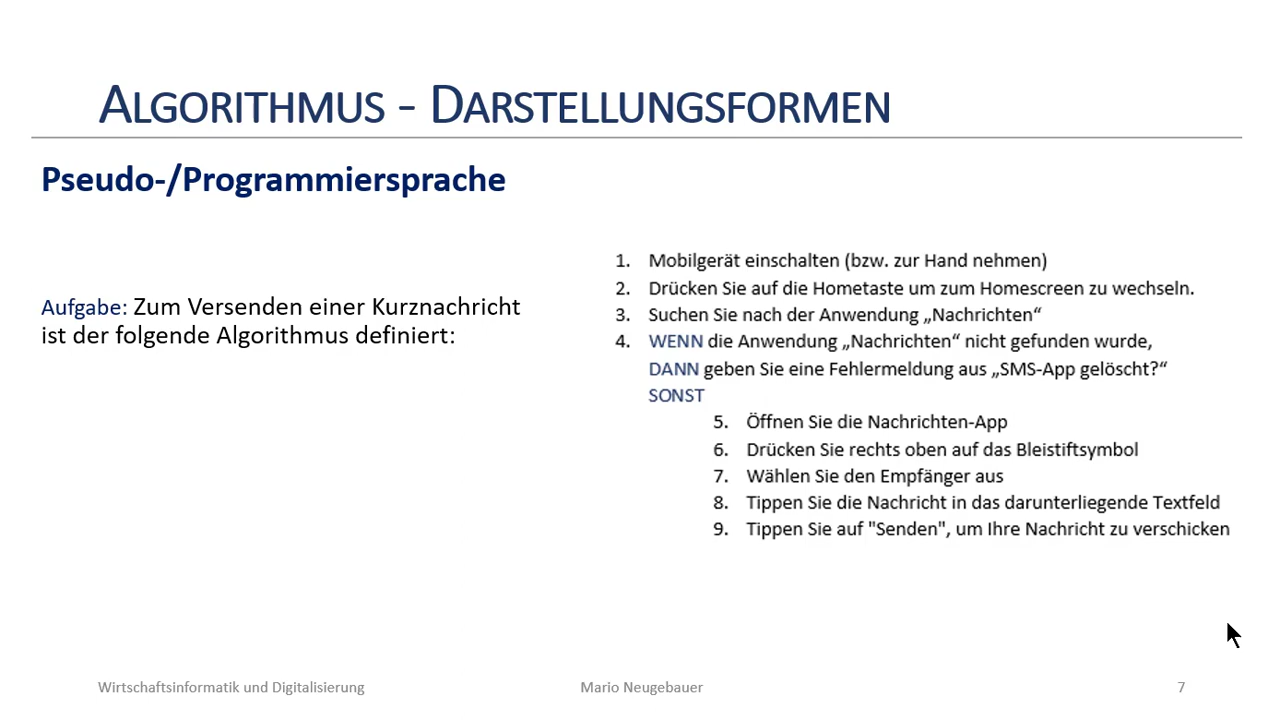 ALGORITHMUS - DARSTELLUNGSFORMEN
Pseudo-/Programmiersprache
Aufgabe: Zum Versenden einer Kurznachricht
ist der folgende Algorithmus definiert:
1. Mobilgerät einschalten (bzw. zur Hand nehmen)
2. Drücken Sie auf die Hometaste um zum Homescreen zu wechseln.
3. Suchen Sie nach der Anwendung „Nachrichten“
4. WENN die Anwendung „Nachrichten“ nicht gefunden wurde,
DANN geben Sie eine Fehlermeldung aus „SMS-App gelöscht?“
SONST
5. Öffnen Sie die Nachrichten-App
6. Drücken Sie rechts oben auf das Bleistiftsymbol
7. Wählen Sie den Empfänger aus
8. Tippen Sie die Nachricht in das darunterliegende Textfeld
9. Tippen Sie auf "Senden", um Ihre Nachricht zu verschicken
Wirtschaftsinformatik und Digitalisierung
Mario Neugebauer
7